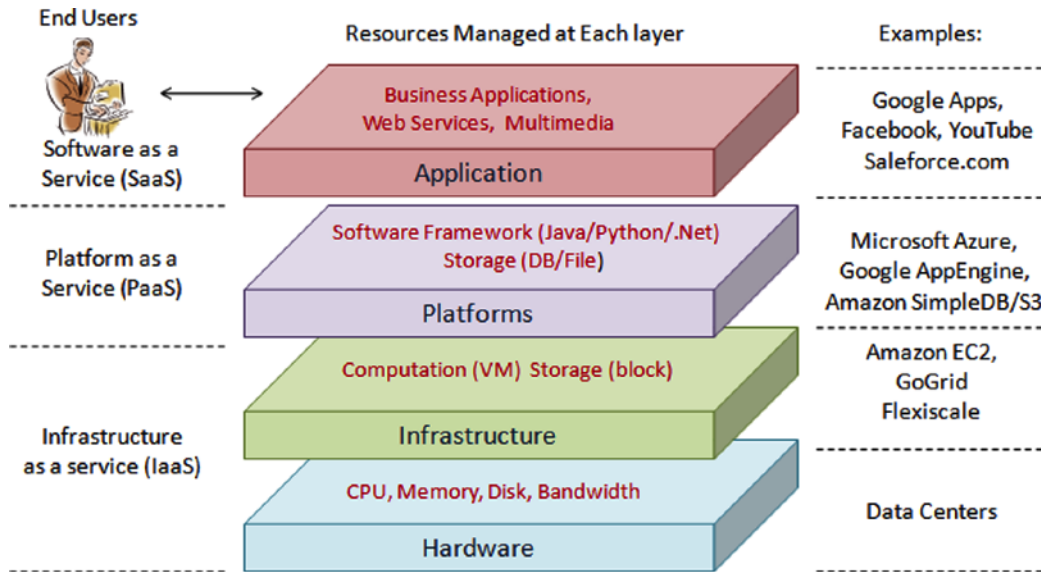 End Users
Resources Managed at Each layer
Examples:
Business Applications,
Web Services, Multimedia
Application
Software as a
Service (SaaS)
Google Apps,
Facebook, YouTube
Saleforce.com
Software Framework (Java/Python/.Net)
Storage (DB/File)
Platforms
Platform as a
Service (PaaS)
Microsoft Azure,
Google AppEngine,
Amazon SimpleDB/S3
Computation (VM) Storage (block)
Infrastructure
Amazon EC2,
GoGrid
Flexiscale
Infrastructure
as a service (IaaS)
CPU, Memory, Disk, Bandwidth
Hardware
Data Centers